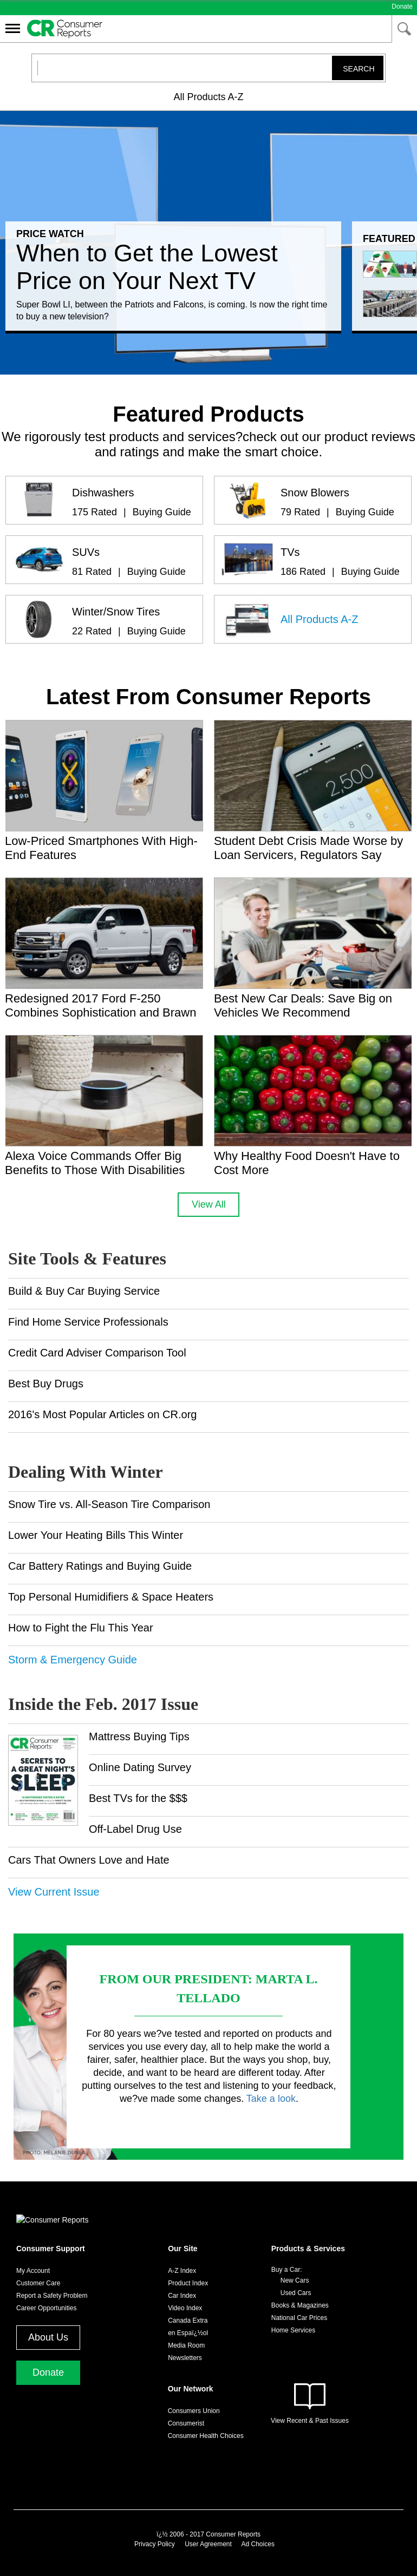 Donate
CR Consumer Reports
SEARCH
All Products A-Z
PRICE WATCH
When to Get the Lowest
Price on Your Next TV
Super Bowl LI, between the Patriots and Falcons, is coming. Is now the right time
to buy a new television?
FEATURED
Featured Products
We rigorously test products and services?check out our product reviews
and ratings and make the smart choice.
Dishwashers
175 Rated | Buying Guide
Snow Blowers
79 Rated | Buying Guide
SUVs
81 Rated | Buying Guide
TVs
186 Rated | Buying Guide
Winter/Snow Tires
22 Rated | Buying Guide
All Products A-Z
Latest From Consumer Reports
2,500
Low-Priced Smartphones With High-
End Features
Student Debt Crisis Made Worse by
Loan Servicers, Regulators Say
Redesigned 2017 Ford F-250
Combines Sophistication and Brawn
Best New Car Deals: Save Big on
Vehicles We Recommend
Alexa Voice Commands Offer Big
Benefits to Those With Disabilities
Why Healthy Food Doesn't Have to
Cost More
View All
Site Tools & Features
Build & Buy Car Buying Service
Find Home Service Professionals
Credit Card Adviser Comparison Tool
Best Buy Drugs
2016's Most Popular Articles on CR.org
Dealing With Winter
Snow Tire vs. All-Season Tire Comparison
Lower Your Heating Bills This Winter
Car Battery Ratings and Buying Guide
Top Personal Humidifiers & Space Heaters
How to Fight the Flu This Year
Storm & Emergency Guide
Inside the Feb. 2017 Issue
CR Consumer Reports
SECRETS TO
A GREAT NIGHT'S
SLEEP
Mattress Buying Tips
Online Dating Survey
Best TVs for the $$$
Off-Label Drug Use
Cars That Owners Love and Hate
View Current Issue
FROM OUR PRESIDENT: MARTA L.
TELLADO
For 80 years we?ve tested and reported on products and
services you use every day, all to help make the world a
fairer, safer, healthier place. But the ways you shop, buy,
decide, and want to be heard are different today. After
putting ourselves to the test and listening to your feedback,
we?ve made some changes. Take a look.
PHOTO: MELANIE
Consumer Reports
Consumer Support
My Account
Customer Care
Report a Safety Problem
Career Opportunities
About Us
Donate
Our Site
A-Z Index
Product Index
Car Index
Video Index
Canada Extra
en Espaï¿½ol
Media Room
Newsletters
Products & Services
Buy a Car:
New Cars
Used Cars
Books & Magazines
National Car Prices
Home Services
Our Network
Consumers Union
Consumerist
Consumer Health Choices
View Recent & Past Issues
ï¿½ 2006 - 2017 Consumer Reports
Privacy Policy User Agreement Ad Choices